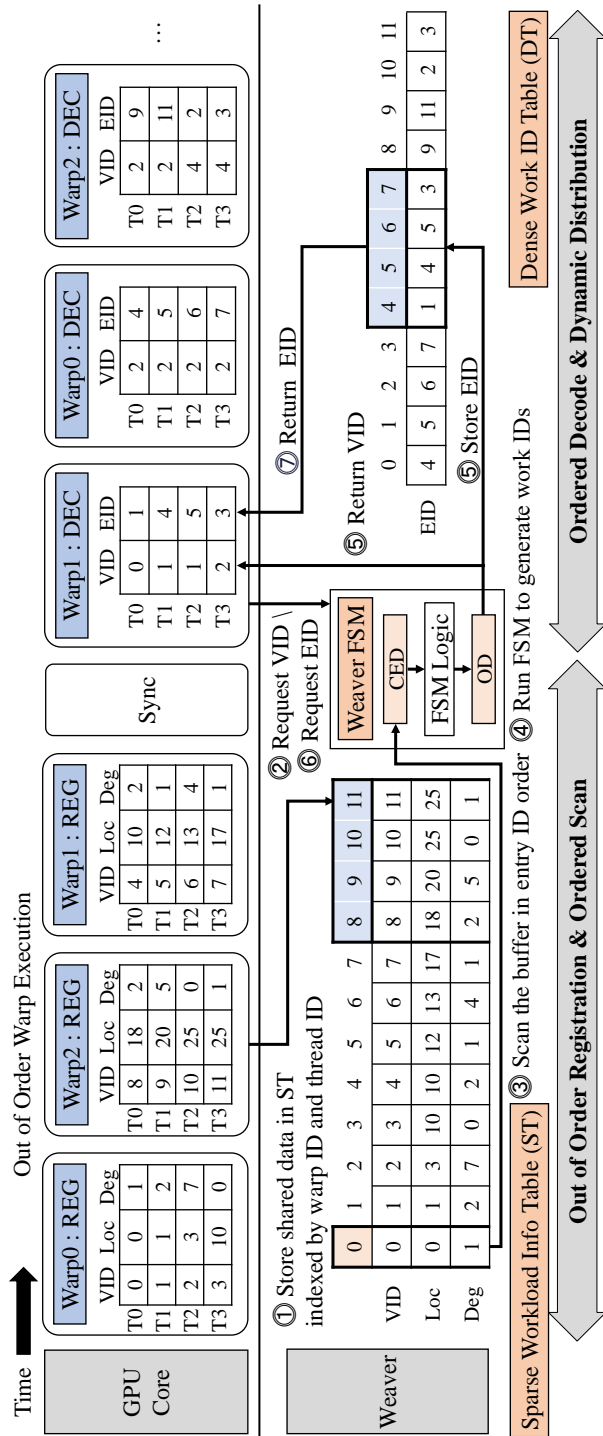 Time
Out of Order Warp Execution
GPU
Core
Warp0 : REG
VID Loc Deg
T0 0 0 1
T1 1 1 2
T2 2 3 7
T3 3 10 0
Warp2 : REG
VID Loc Deg
T0 8 18 2
T1 9 20 5
T2 10 25 0
T3 11 25 1
Warp1 : REG
VID Loc Deg
T0 4 10 2
T1 5 12 1
T2 6 13 4
T3 7 17 1
Sync
Warp1 : DEC
VID EID
T0 0 1
T1 1 4
T2 1 5
T3 2 3
Warp0 : DEC
VID EID
T0 2 4
T1 2 5
T2 2 6
T3 2 7
Warp2 : DEC
VID EID
T0 2 9
T1 2 11
T2 4 2
T3 4 3
...
Weaver
① Store shared data in ST
indexed by warp ID and thread ID
② Request VID \
⑥ Request EID
⑦ Return EID
0 1 2 3 4 5 6 7 8 9 10 11
VID 0 1 2 3 4 5 6 7 8 9 10 11
Loc 0 1 3 10 10 12 13 17 18 20 25 25
Deg 1 2 7 0 2 1 4 1 2 5 0 1
Weaver FSM
CED
FSM Logic
OD
⑤ Return VID
0 1 2 3 4 5 6 7 8 9 10 11
EID 4 5 6 7 1 4 5 3 9 11 2 3
⑤ Store EID
③ Scan the buffer in entry ID order
④ Run FSM to generate work IDs
Sparse Workload Info Table (ST)
Dense Work ID Table (DT)
Out of Order Registration & Ordered Scan
Ordered Decode & Dynamic Distribution